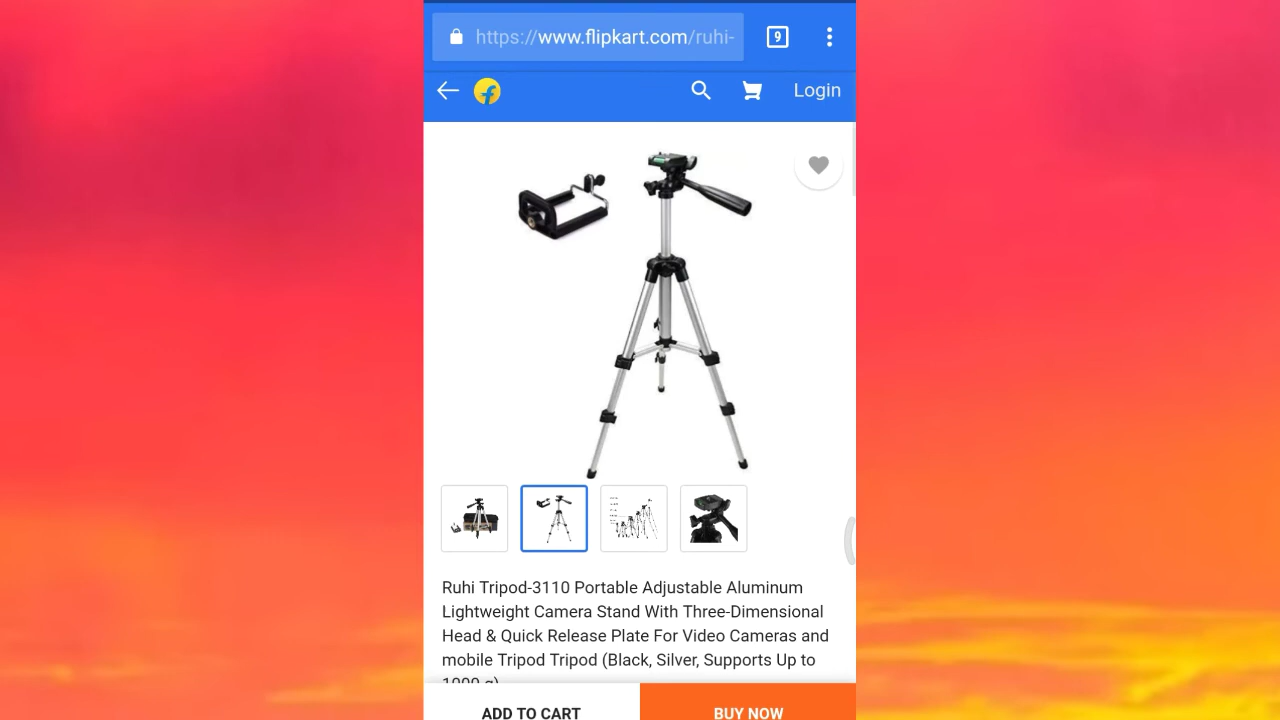 https://www.flipkart.com/ruhi-
9
Login
Ruhi Tripod-3110 Portable Adjustable Aluminum
Lightweight Camera Stand With Three-Dimensional
Head & Quick Release Plate For Video Cameras and
mobile Tripod Tripod (Black, Silver, Supports Up to
1000 g)
ADD TO CART
BUY NOW